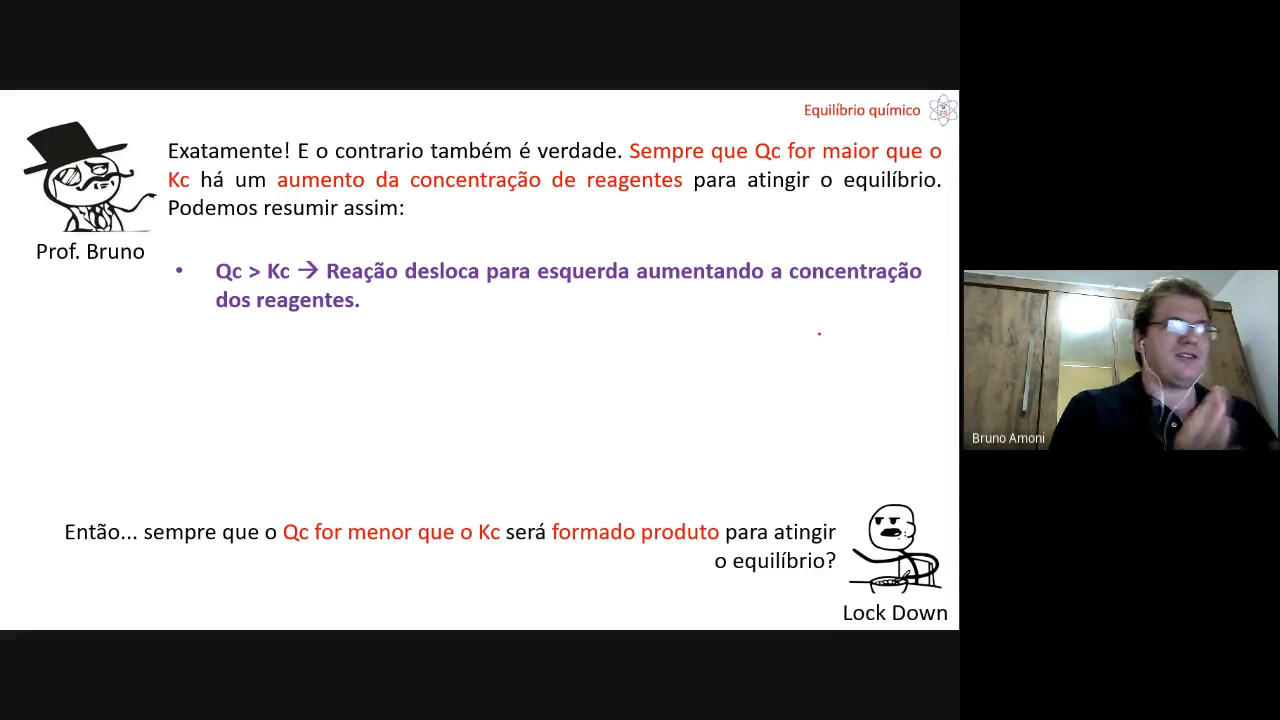 Equilíbrio químico
Exatamente! E o contrario também é verdade. Sempre que Qc for maior que o
Kc há um aumento da concentração de reagentes para atingir o equilíbrio.
Podemos resumir assim:
Prof. Bruno
• Qc > Kc → Reação desloca para esquerda aumentando a concentração
dos reagentes.
Bruno Amoni
Então... sempre que o Qc for menor que o Kc será formado produto para atingir
o equilíbrio?
Lock Down